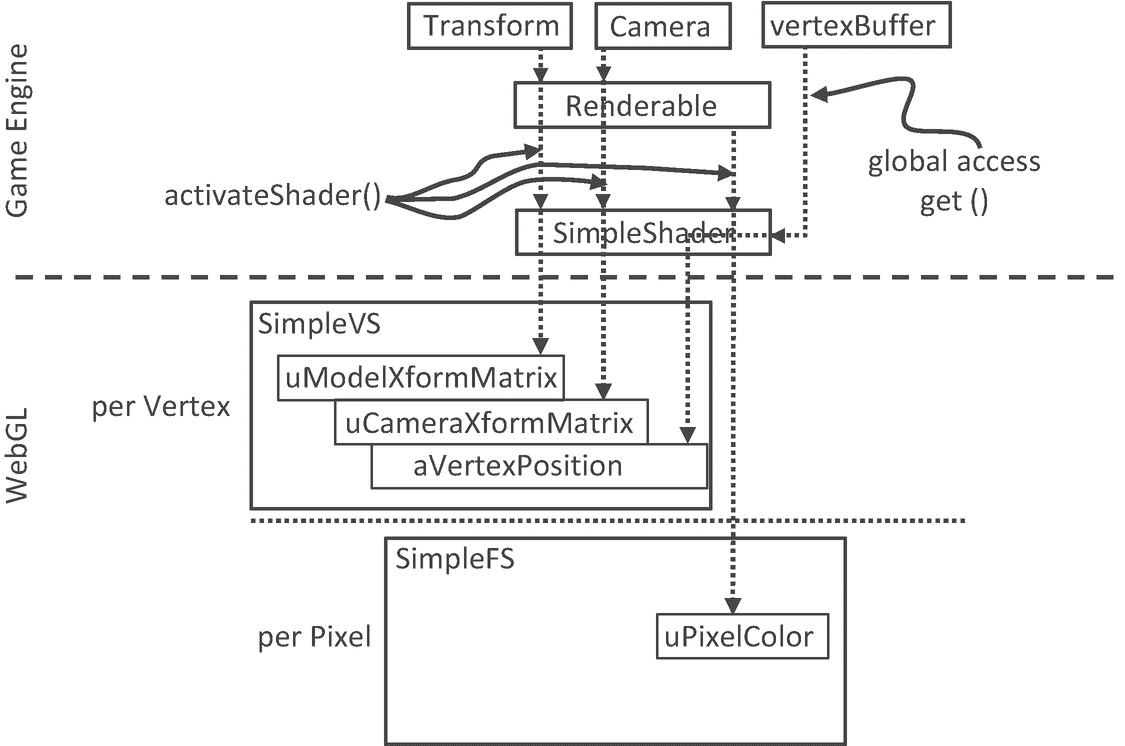 Game Engine
Transform
Camera
vertexBuffer
Renderable
activateShader()
global access
get ()
SimpleShader
WebGL
per Vertex
SimpleVS
uModelXformMatrix
uCameraXformMatrix
aVertexPosition
per Pixel
SimpleFS
uPixelColor